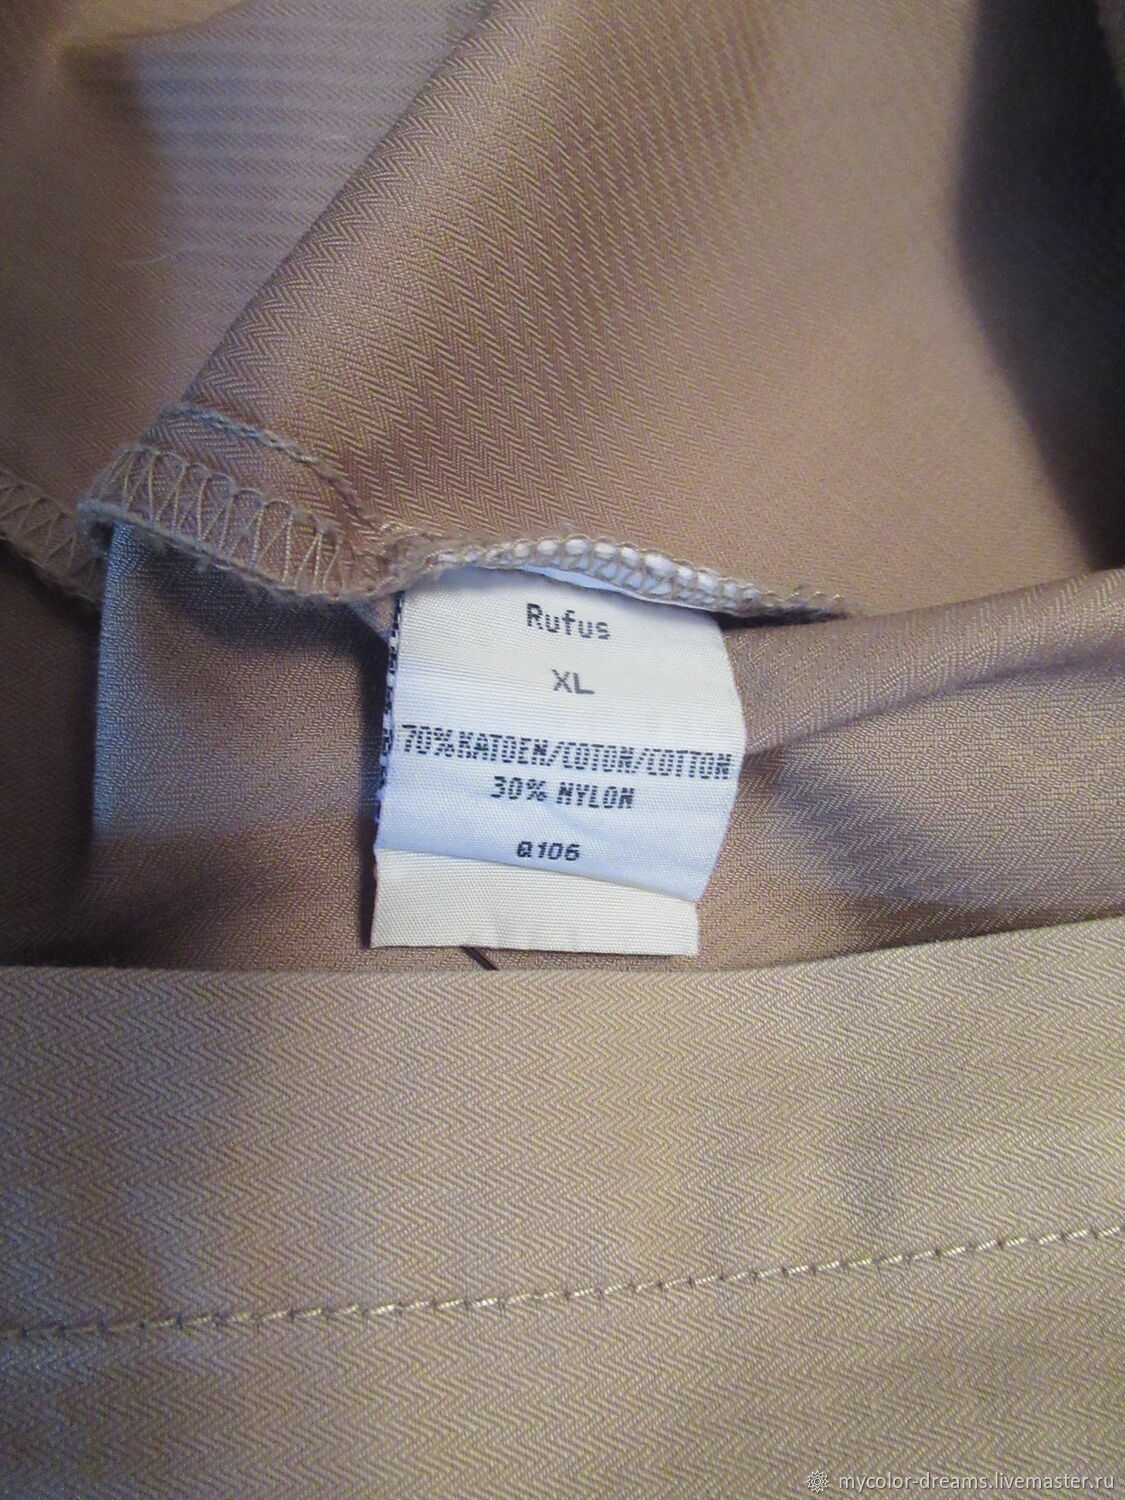 Rufus
XL
70%KATOEN/COTON/COTTON
30% NYLON
Q106
mycolor-dreams.livemaster.ru